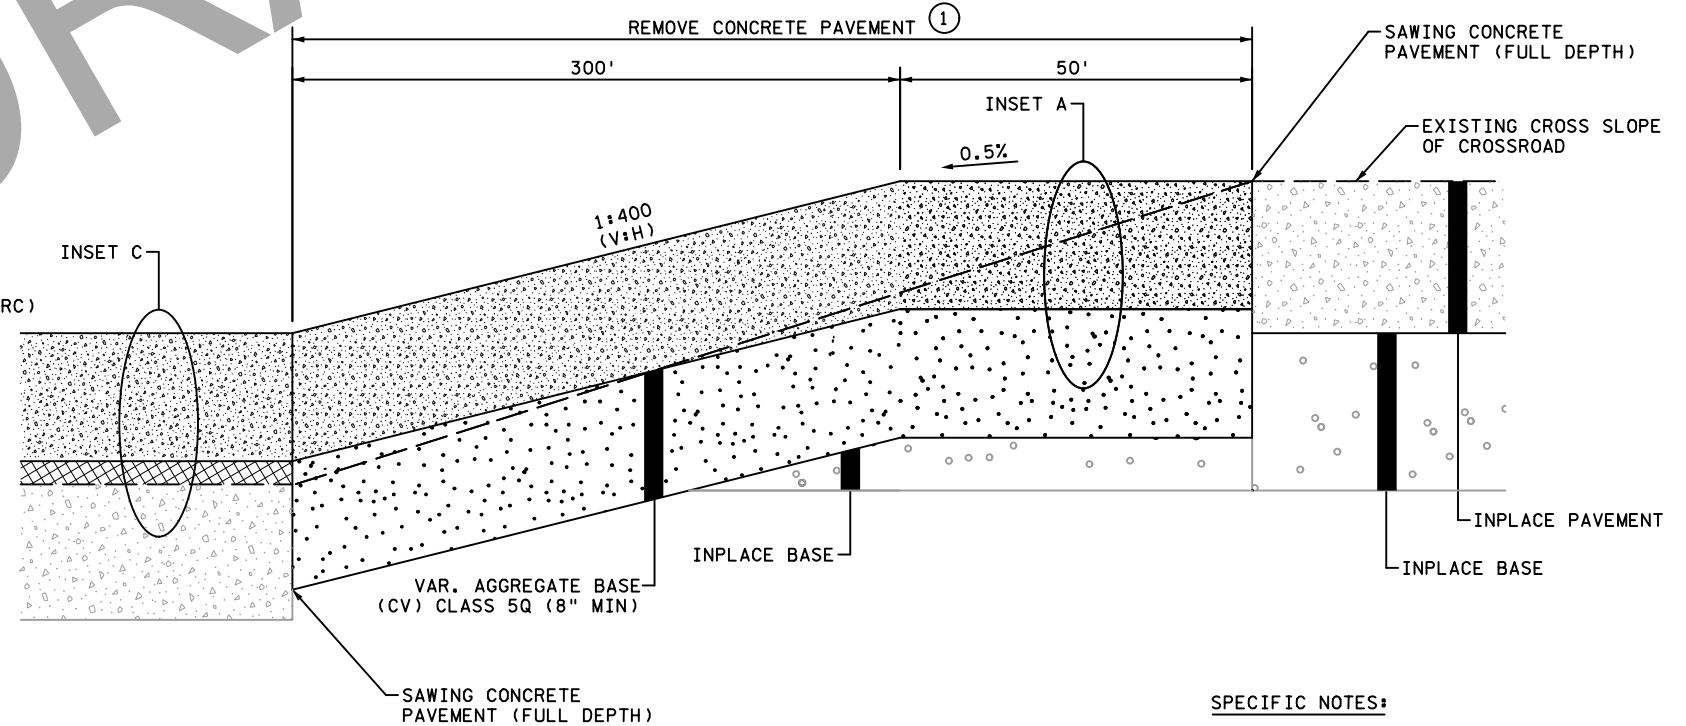 REMOVE CONCRETE PAVEMENT 1
SAWING CONCRETE
PAVEMENT (FULL DEPTH)
300'
50'
INSET A
EXISTING CROSS SLOPE
OF CROSSROAD
0.5%
1:400
(V:H)
INSET C
RC)
INPLACE PAVEMENT
INPLACE BASE
INPLACE BASE
VAR. AGGREGATE BASE
(CV) CLASS 5Q (8" MIN)
SAWING CONCRETE
PAVEMENT (FULL DEPTH)
SPECIFIC NOTES: